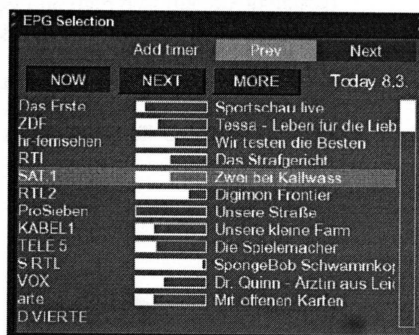 EPG Selection
Add timer Prev Next
NOW NEXT MORE Today 8.3.
Das Erste Sportschau live
ZDF Tessa - Leben fur die Lieb
hr-fernsehen Wir testen die Besten
RTL Das Strafgericht
SAT.1 Zwei bei Kallwass
RTL2 Digimon Frontier
ProSieben Unsere Straße
KABEL1 Unsere kleine Farm
TELE 5 Die Spielemacher
S RTL SpongeBob Schwammkop
VOX Dr. Quinn - Arztin aus Leid
arte Mit offenen Karten
D VIERTE